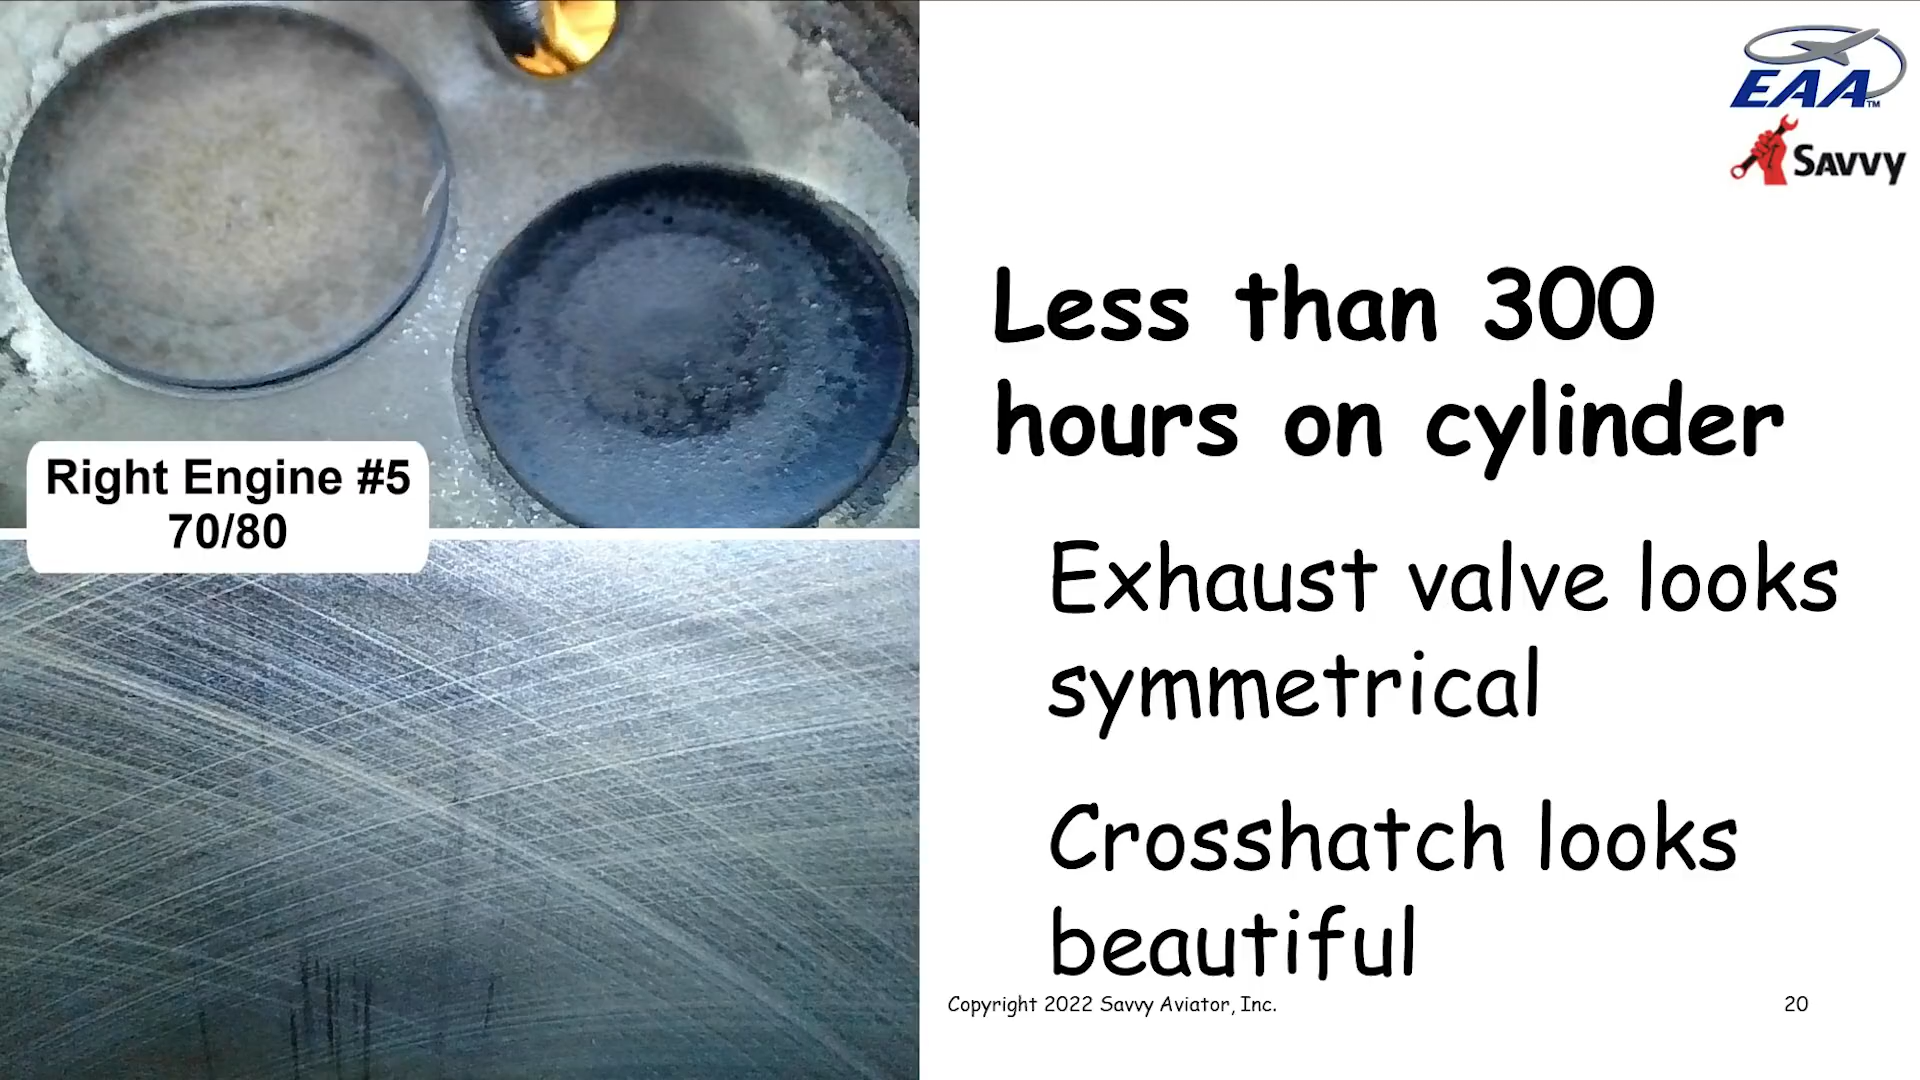 EAA™
SAVVY
Less than 300
hours on cylinder
Right Engine #5
70/80
Exhaust valve looks
symmetrical
Crosshatch looks
beautiful
Copyright 2022 Savvy Aviator, Inc.
20